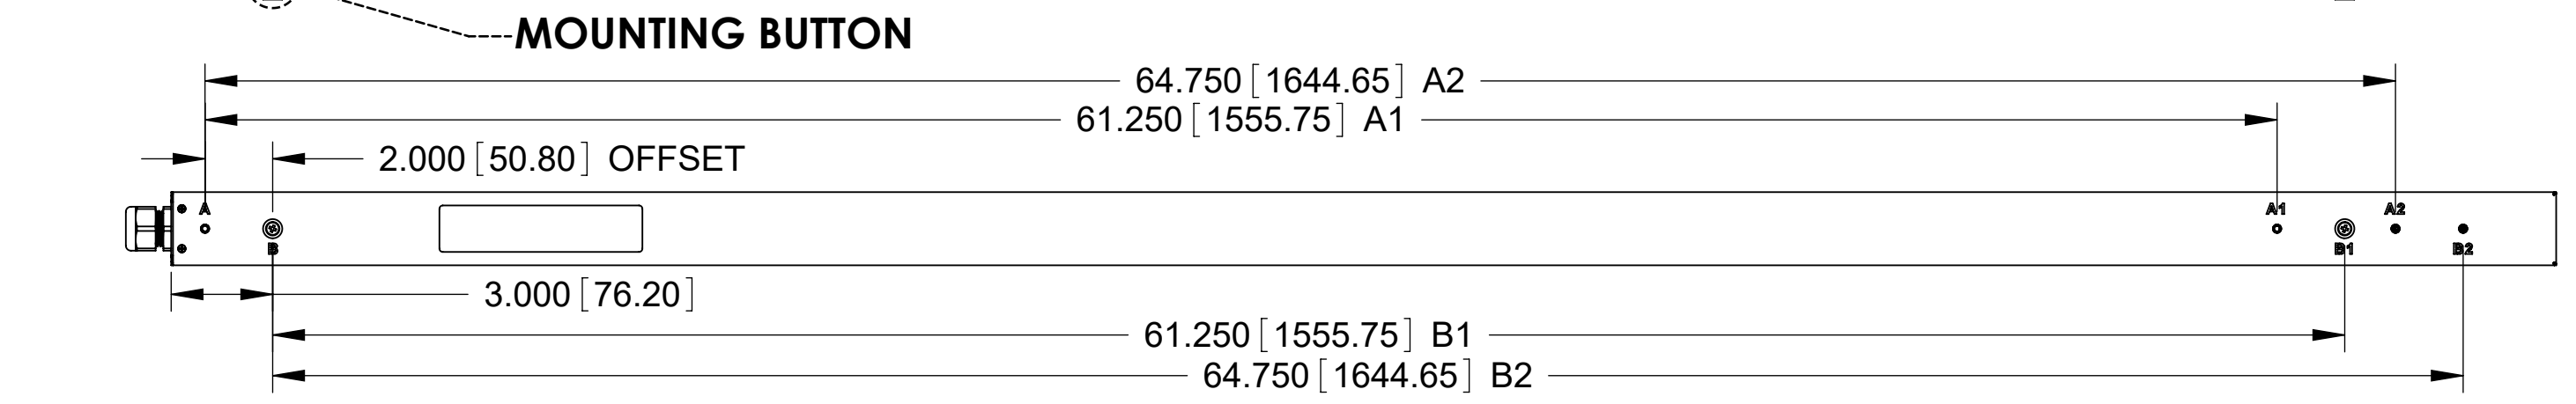 MOUNTING BUTTON
64.750[1644.65] A2
61.250[1555.75] A1
2.000[50.80] OFFSET
A A1 A2
B B1 B2
3.000[76.20]
61.250[1555.75] B1
64.750[1644.65] B2